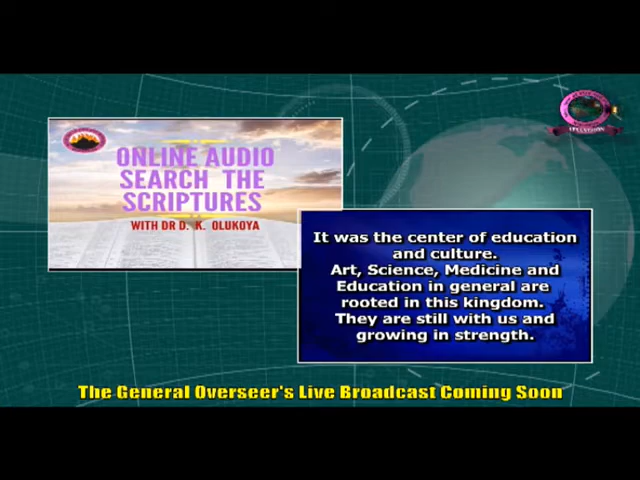 ONLINE AUDIO
SEARCH THE
SCRIPTURES
WITH DR D. K. OLUKOYA
It was the center of education
and culture.
Art, Science, Medicine and
Education in general are
rooted in this kingdom.
They are still with us and
growing in strength.
The General Overseer's Live Broadcast Coming Soon